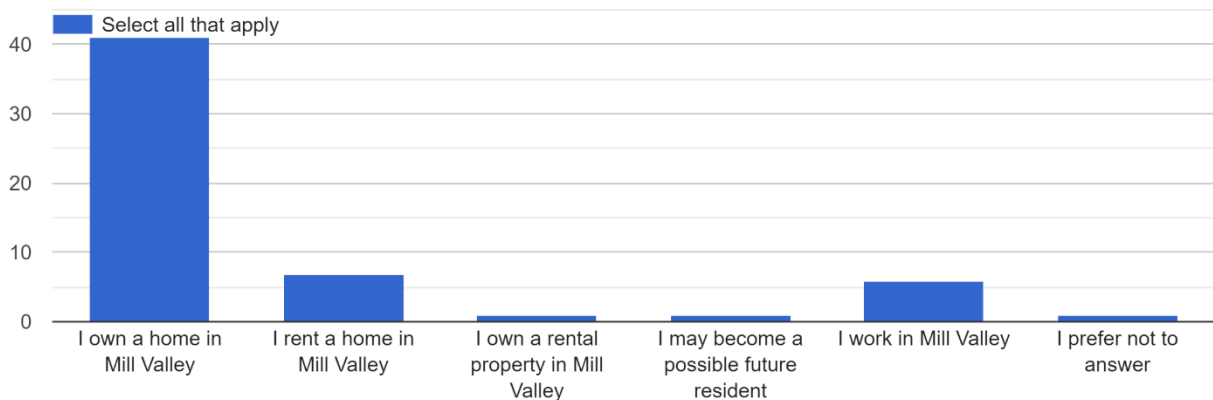 Select all that apply
40
30
20
10
0
I own a home in
Mill Valley
I rent a home in
Mill Valley
I own a rental
property in Mill
Valley
I may become a
possible future
resident
I work in Mill Valley
I prefer not to
answer